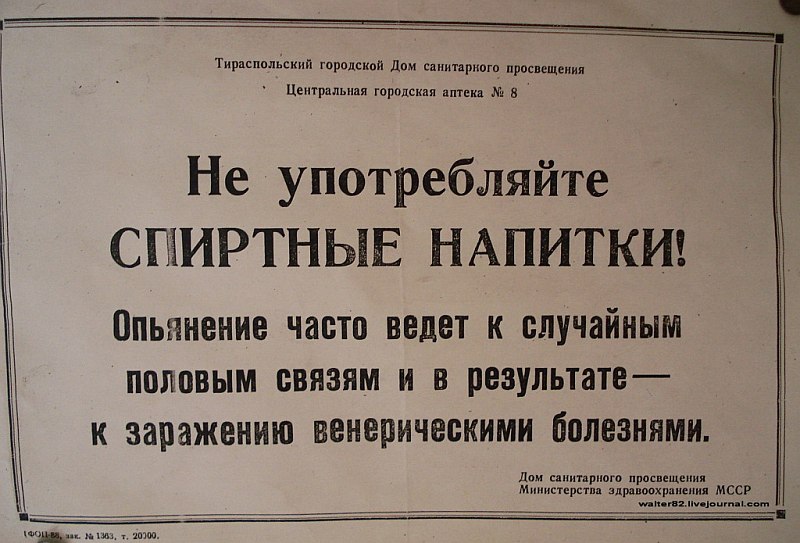 Тираспольский городской Дом санитарного просвещения
Центральная городская аптека № 8
Не употребляйте
СПИРТНЫЕ НАПИТКИ!
Опьянение часто ведет к случайным
половым связям и в результате —
к заражению венерическими болезнями.
Дом санитарного просвещения
Министерства здравоохранения МССР
walter82.livejournal.com
зак. № 1363, т. 20000.